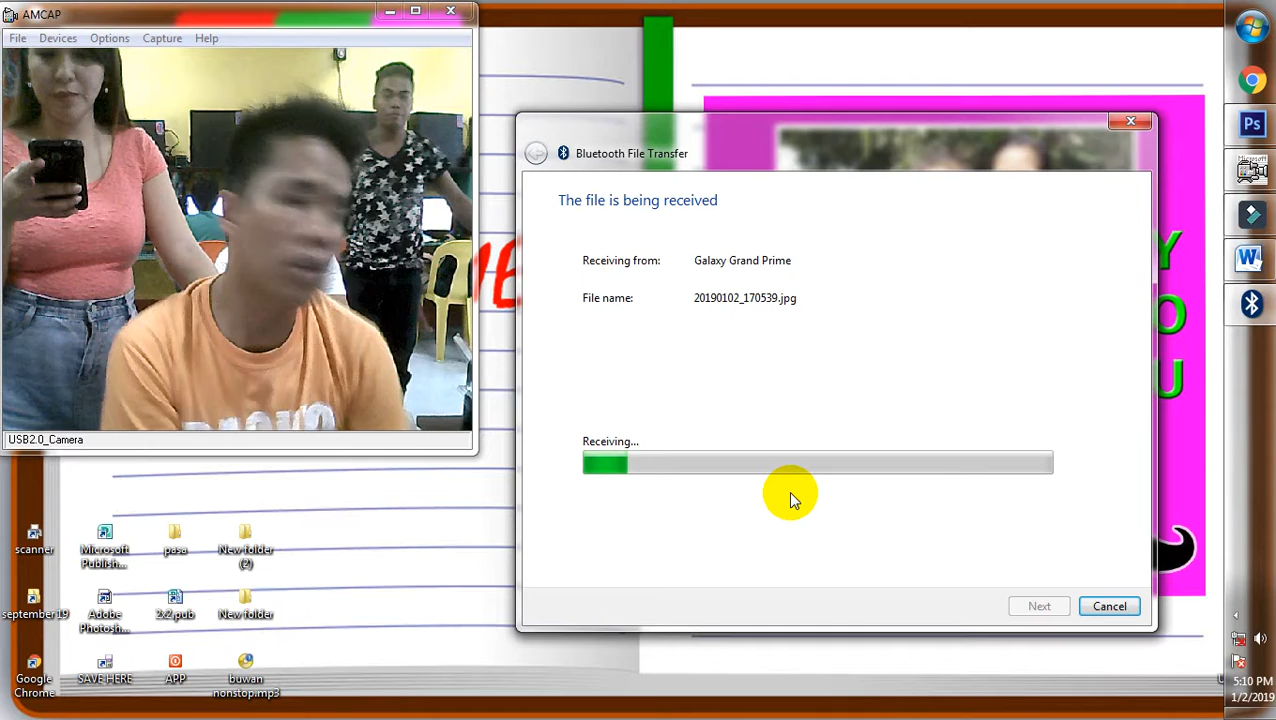 AMCAP
File Devices Options Capture Help
USB2.0_Camera
Bluetooth File Transfer
The file is being received
Receiving from: Galaxy Grand Prime
File name: 20190102_170539.jpg
Receiving...
Next Cancel
Y
O
U
scanner
Microsoft Publish...
pasa
New folder (2)
september19
Adobe Photosh...
2x2.pub
New folder
Google Chrome
SAVE HERE
APP
buwan nonstop.mp3
Ps
Microsoft
W
5:10 PM
1/2/2019